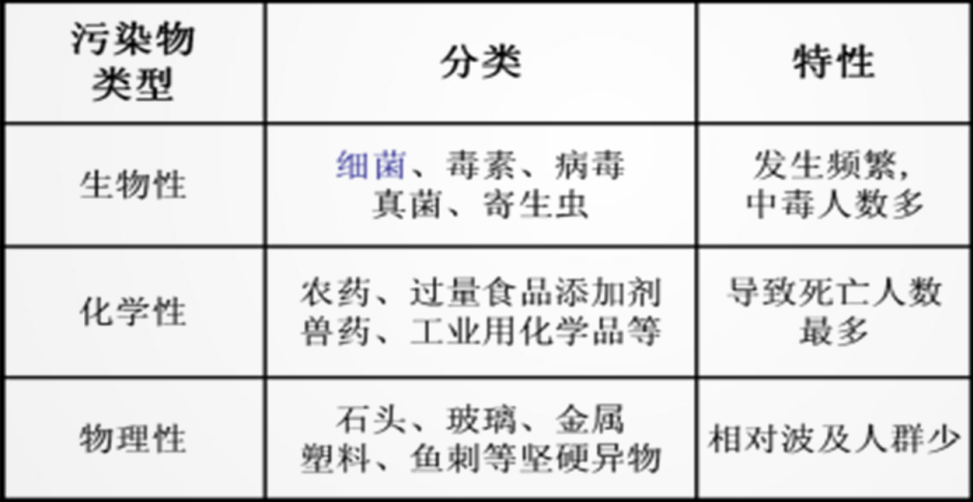 污染物
类型
分类
特性
生物性
细菌、毒素、病毒
真菌、寄生虫
发生频繁,
中毒人数多
化学性
农药、过量食品添加剂
兽药、工业用化学品等
导致死亡人数
最多
物理性
石头、玻璃、金属
塑料、鱼刺等坚硬异物
相对波及人群少